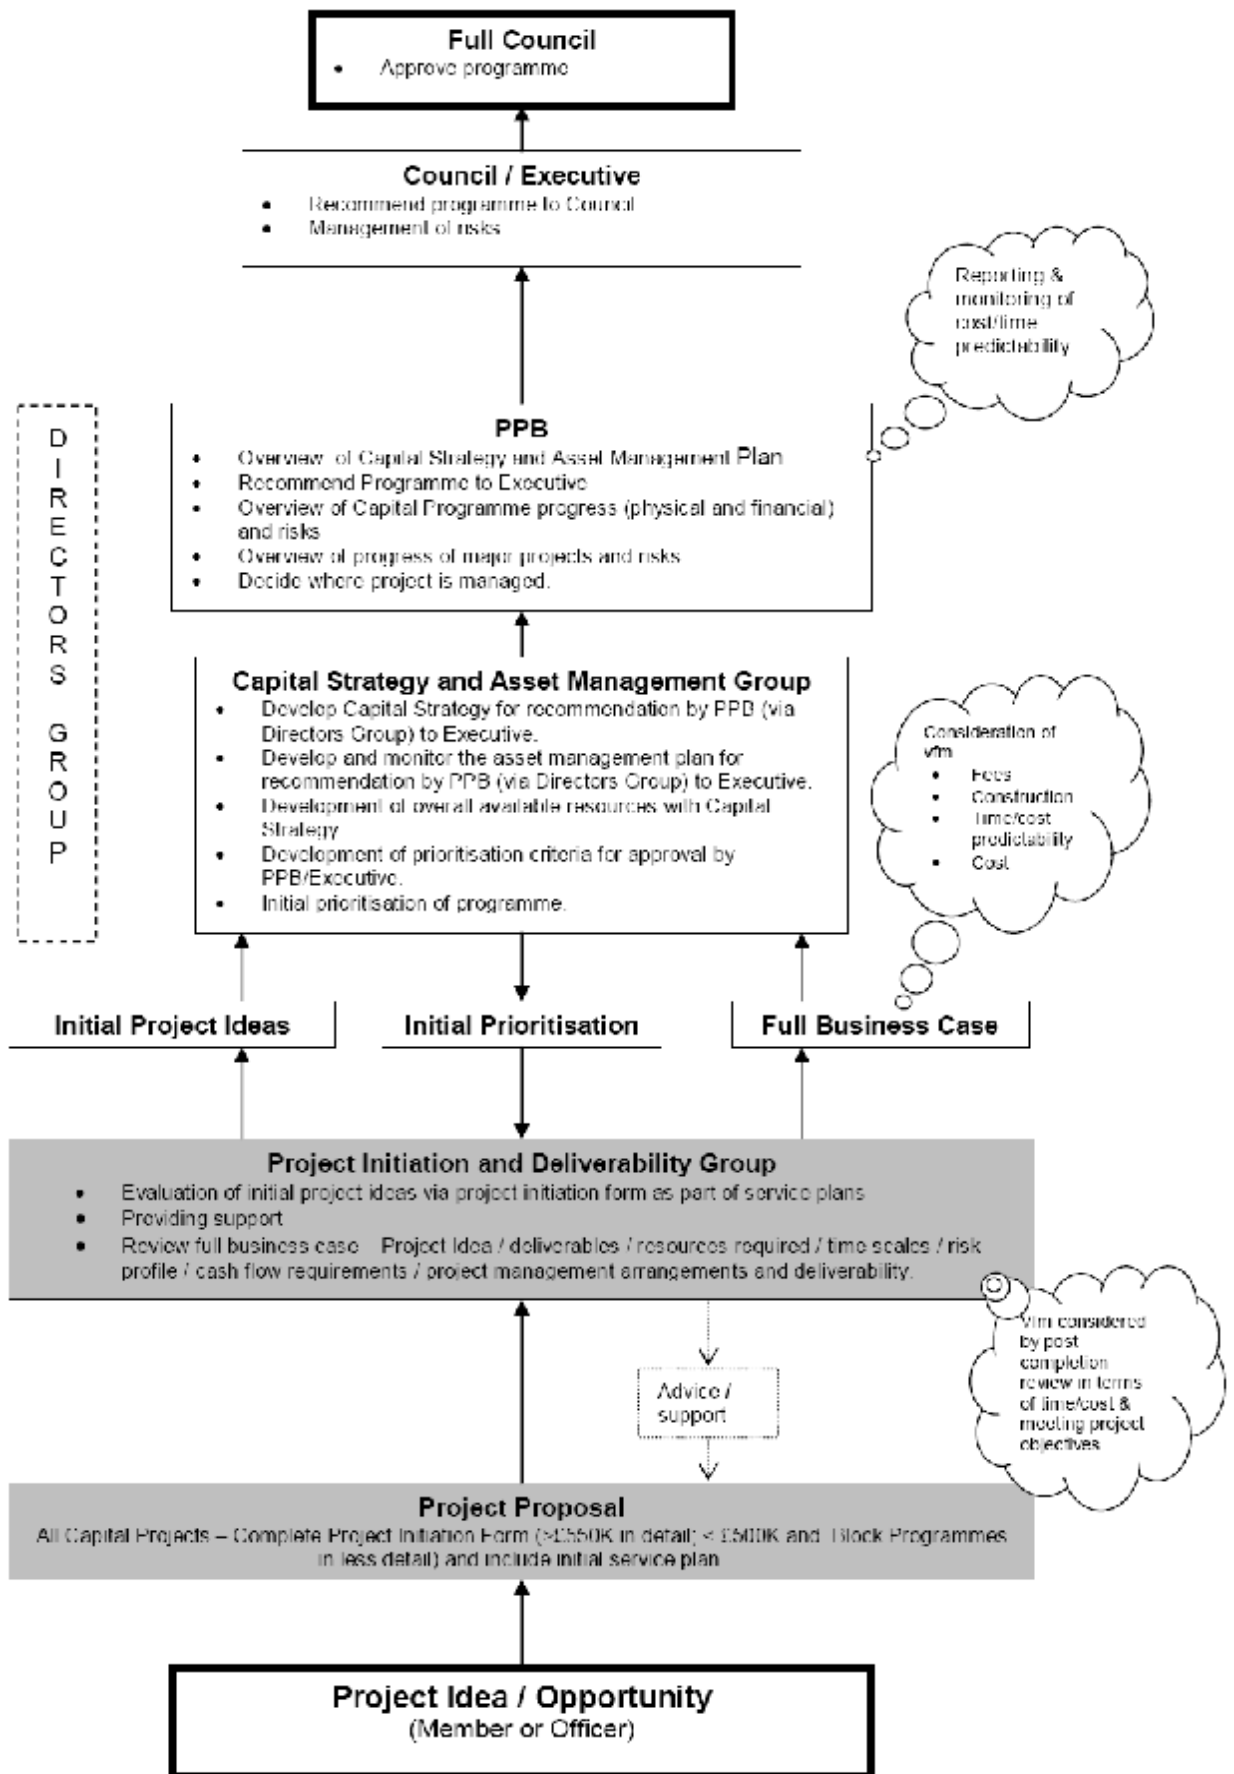 Full Council
• Approve programme
Council / Executive
• Recommend programme to Council
• Management of risks
Reporting &
monitoring of
cost/time
predictability
DIRECTORS GROUP
PPB
• Overview of Capital Strategy and Asset Management Plan
• Recommend Programme to Executive
• Overview of Capital Programme progress (physical and financial)
and risks
• Overview of progress of major projects and risks
• Decide where project is managed.
Capital Strategy and Asset Management Group
• Develop Capital Strategy for recommendation by PPB (via
Directors Group) to Executive.
• Develop and monitor the asset management plan for
recommendation by PPB (via Directors Group) to Executive.
• Development of overall available resources with Capital
Strategy
• Development of prioritisation criteria for approval by
PPB/Executive.
• Initial prioritisation of programme.
Consideration of
vfm
• Fees
• Construction
• Time/cost
predictability
• Cost
Initial Project Ideas
Initial Prioritisation
Full Business Case
Project Initiation and Deliverability Group
• Evaluation of initial project ideas via project initiation form as part of service plans
• Providing support
• Review full business case – Project Idea / deliverables / resources required / time scales / risk
profile / cash flow requirements / project management arrangements and deliverability.
Vfm considered
by post
completion
review in terms
of time/cost &
meeting project
objectives
Advice /
support
Project Proposal
All Capital Projects – Complete Project Initiation Form (>£550K in detail; < £500K and Block Programmes
in less detail) and include initial service plan
Project Idea / Opportunity
(Member or Officer)